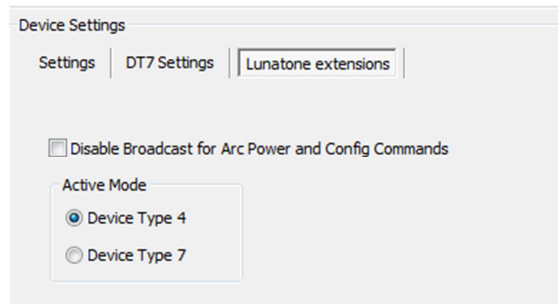 Device Settings
Settings DT7 Settings Lunatone extensions
Disable Broadcast for Arc Power and Config Commands
Active Mode
Device Type 4
Device Type 7